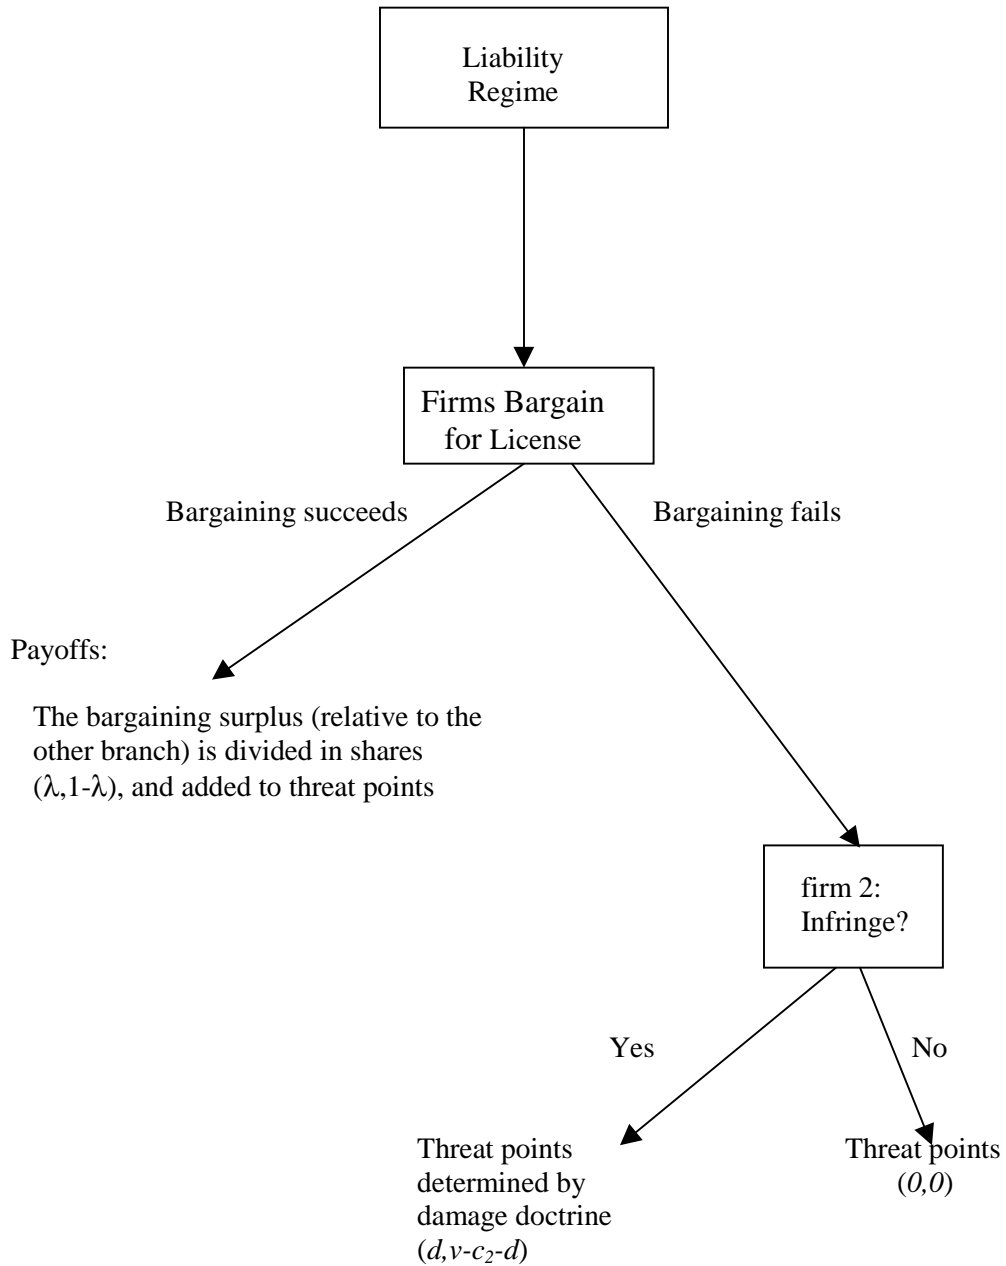 Liability
Regime
Firms Bargain
for License
Bargaining succeeds
Bargaining fails
Payoffs:
The bargaining surplus (relative to the
other branch) is divided in shares
(λ,1-λ), and added to threat points
firm 2:
Infringe?
Yes
No
Threat points
determined by
damage doctrine
(d,v-c₂-d)
Threat points
(0,0)